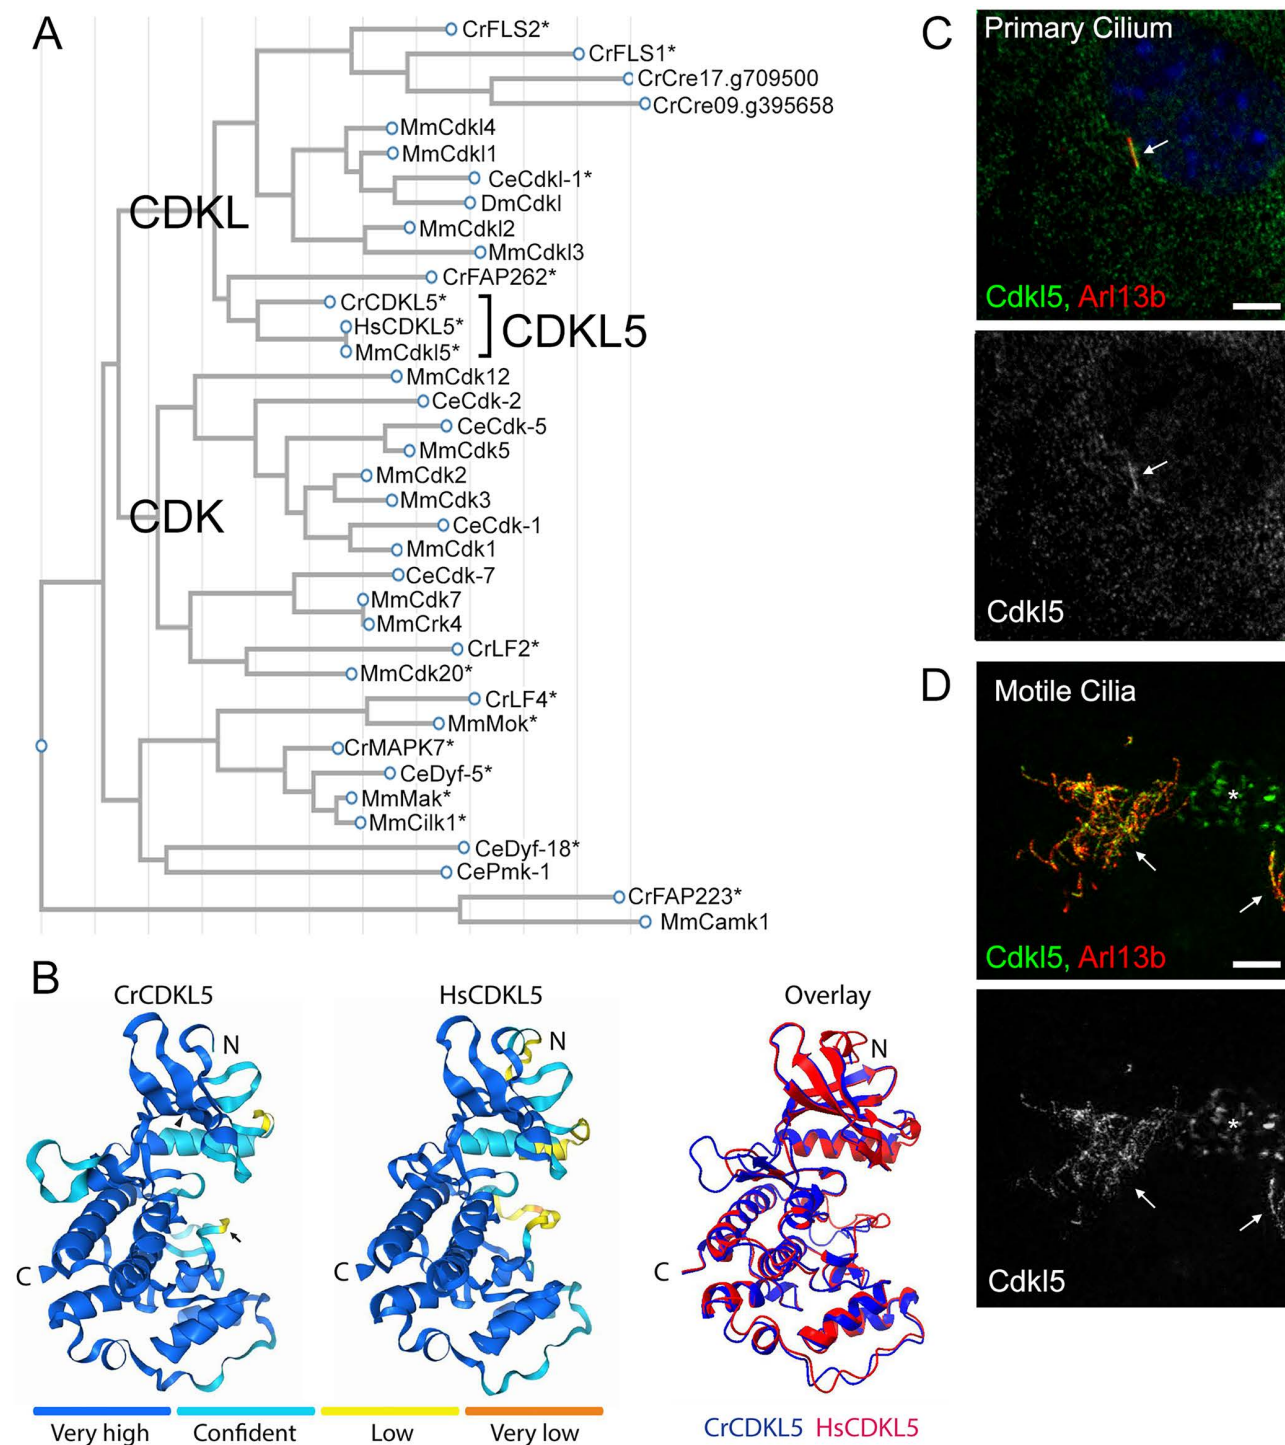 A
CrFLS2*
CrFLS1*
CrCre17.g709500
CrCre09.g395658
MmCdkl4
MmCdkl1
CeCdkl-1*
DmCdkl
CDKL
MmCdkl2
MmCdkl3
CrFAP262*
CrCDKL5*
HsCDKL5*
CDKL5
MmCdkl5*
MmCdk12
CeCdk-2
CeCdk-5
MmCdk5
MmCdk2
MmCdk3
CDK
CeCdk-1
MmCdk1
CeCdk-7
MmCdk7
MmCrk4
CrLF2*
MmCdk20*
CrLF4*
MmMok*
CrMAPK7*
CeDyf-5*
MmMak*
MmCilk1*
CeDyf-18*
CePmk-1
CrFAP223*
MmCamk1
B
CrCDKL5
HsCDKL5
Overlay
N
N
N
C
C
C
Very high
Confident
Low
Very low
CrCDKL5 HsCDKL5
C
Primary Cilium
Cdkl5, Arl13b
Cdkl5
D
Motile Cilia
*
Cdkl5, Arl13b
*
Cdkl5